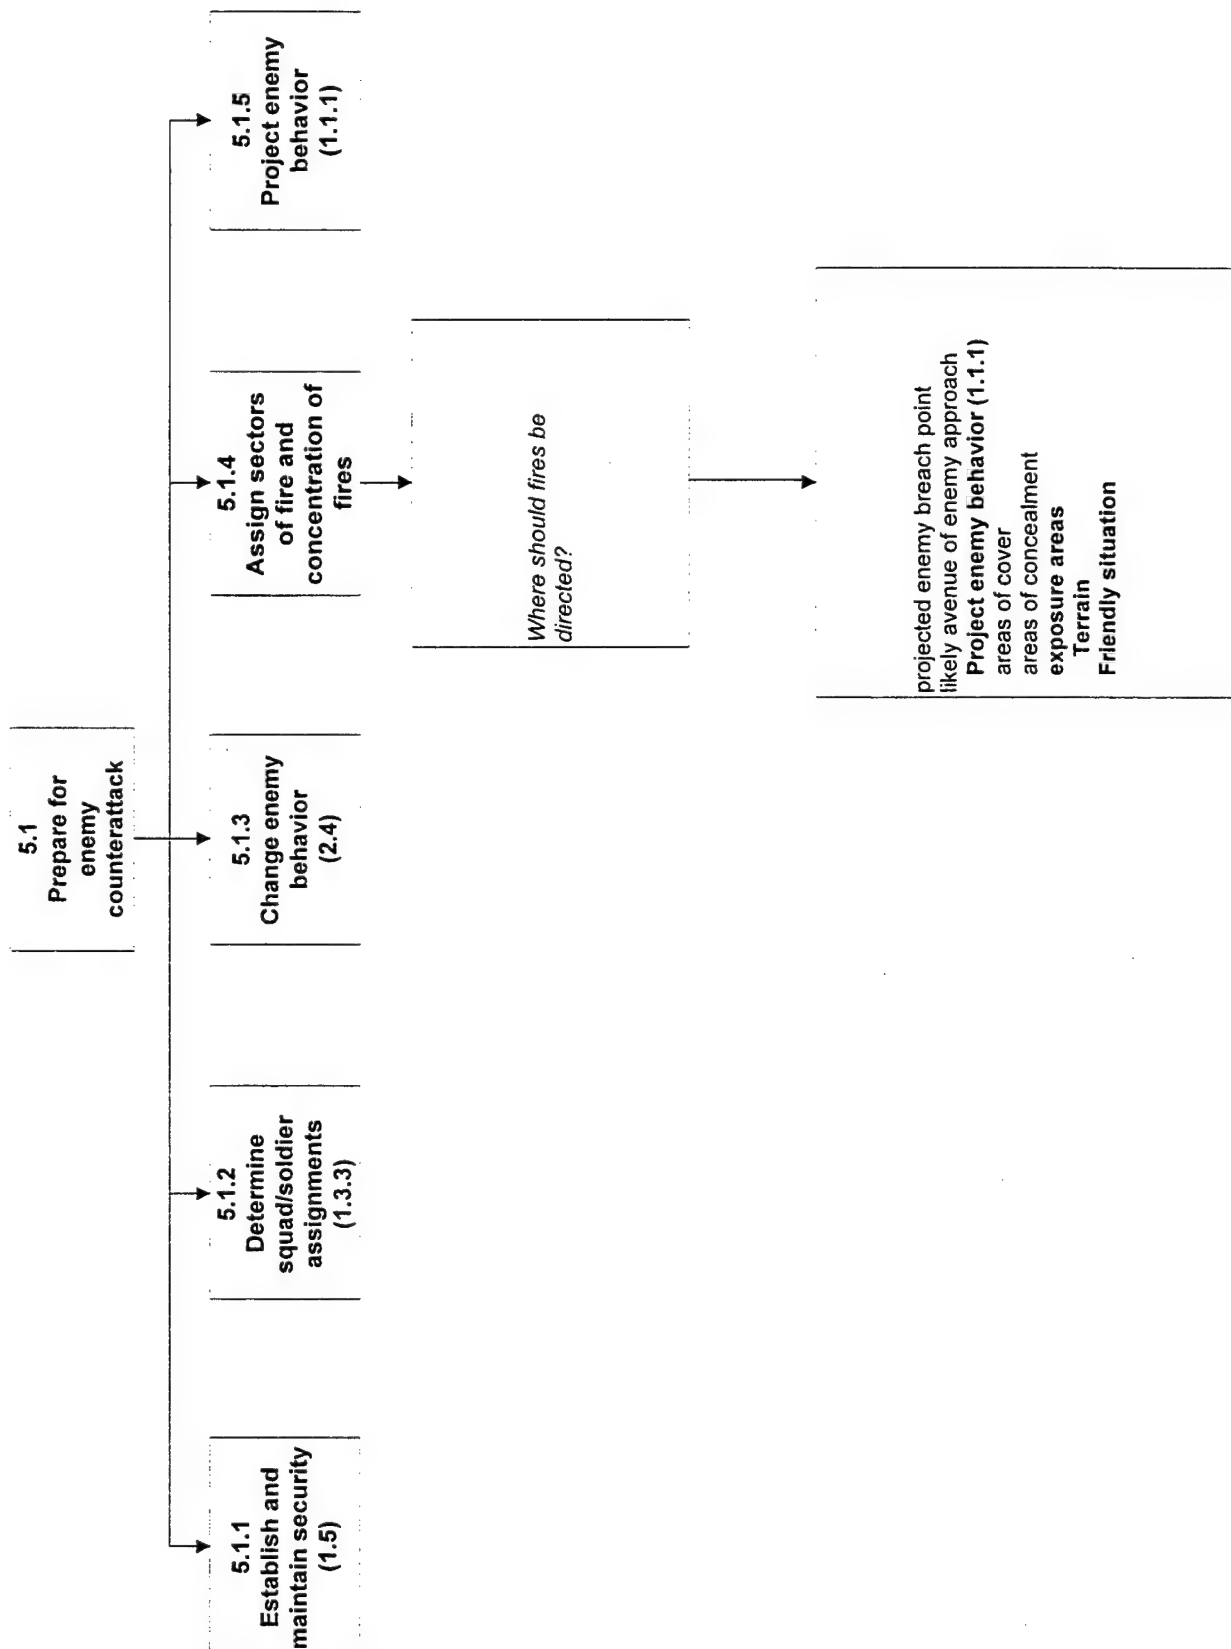 5.1
Prepare for
enemy
counterattack
5.1.1
Establish and
maintain security
(1.5)
5.1.2
Determine
squad/soldier
assignments
(1.3.3)
5.1.3
Change enemy
behavior
(2.4)
5.1.4
Assign sectors
of fire and
concentration of
fires
5.1.5
Project enemy
behavior
(1.1.1)
Where should fires be
directed?
projected enemy breach point
likely avenue of enemy approach
Project enemy behavior (1.1.1)
areas of cover
areas of concealment
exposure areas
Terrain
Friendly situation